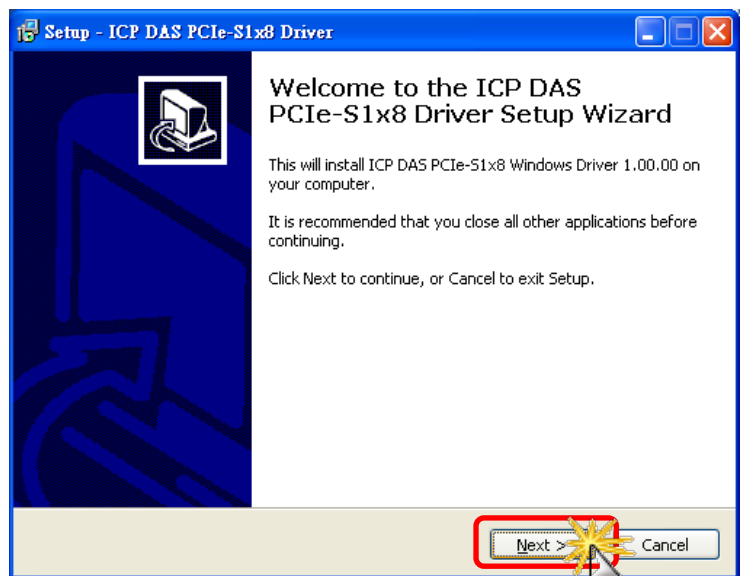 Setup - ICP DAS PCIe-S1x8 Driver
Welcome to the ICP DAS
PCIe-S1x8 Driver Setup Wizard
This will install ICP DAS PCIe-S1x8 Windows Driver 1.00.00 on
your computer.
It is recommended that you close all other applications before
continuing.
Click Next to continue, or Cancel to exit Setup.
Next >
Cancel